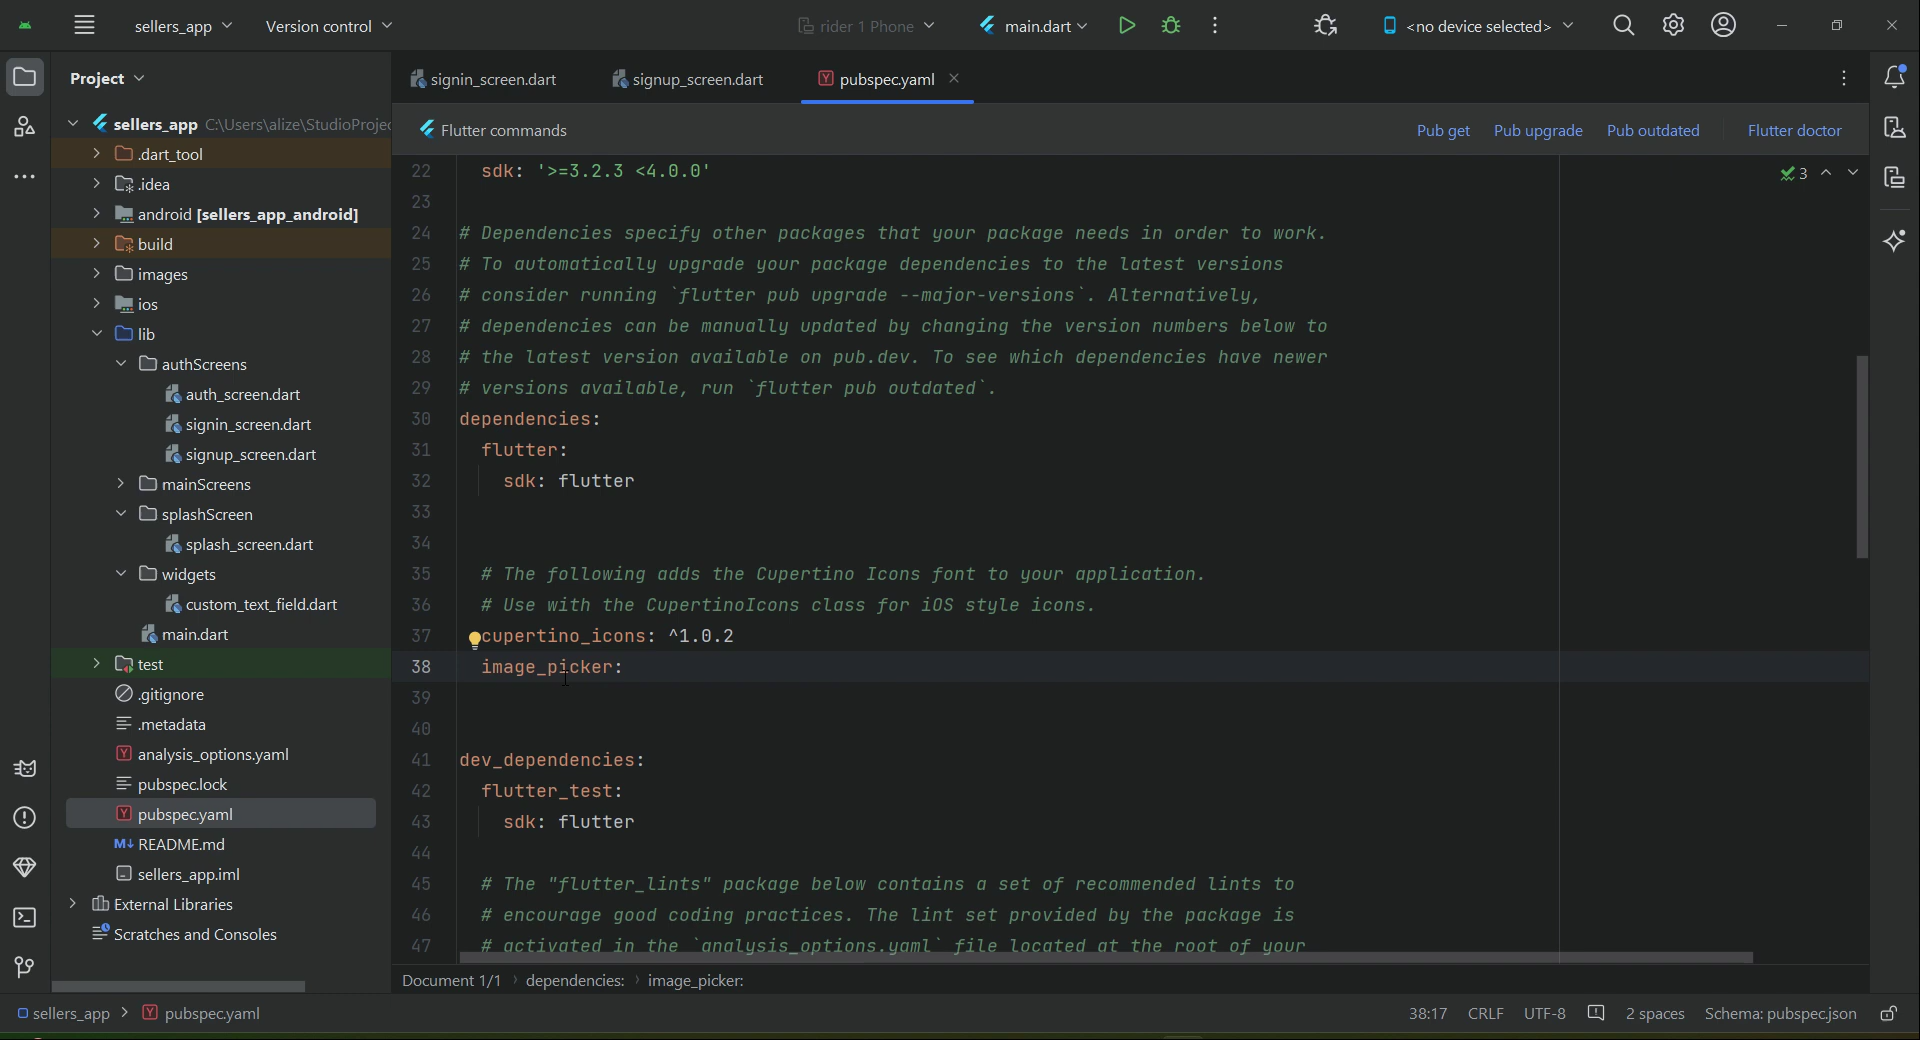 sellers_app
Version control
rider 1 Phone
main.dart
<no device selected>
Project
signin_screen.dart
signup_screen.dart
pubspec.yaml
Flutter commands
Pub get
Pub upgrade
Pub outdated
Flutter doctor
sellers_app C:\Users\alize\StudioProjec
.dart_tool
.idea
android [sellers_app_android]
build
images
ios
lib
authScreens
auth_screen.dart
signin_screen.dart
signup_screen.dart
mainScreens
splashScreen
splash_screen.dart
widgets
custom_text_field.dart
main.dart
test
.gitignore
.metadata
analysis_options.yaml
pubspec.lock
pubspec.yaml
README.md
sellers_app.iml
External Libraries
Scratches and Consoles
3
22 sdk: '>=3.2.3 <4.0.0'
23
24 # Dependencies specify other packages that your package needs in order to work.
25 # To automatically upgrade your package dependencies to the latest versions
26 # consider running `flutter pub upgrade --major-versions`. Alternatively,
27 # dependencies can be manually updated by changing the version numbers below to
28 # the latest version available on pub.dev. To see which dependencies have newer
29 # versions available, run `flutter pub outdated`.
30 dependencies:
31 flutter:
32 sdk: flutter
33
34
35 # The following adds the Cupertino Icons font to your application.
36 # Use with the CupertinoIcons class for iOS style icons.
37 cupertino_icons: ^1.0.2
38 image_picker:
39
40
41 dev_dependencies:
42 flutter_test:
43 sdk: flutter
44
45 # The "flutter_lints" package below contains a set of recommended lints to
46 # encourage good coding practices. The lint set provided by the package is
47 # activated in the `analysis_options.yaml` file located at the root of your
Document 1/1 › dependencies: › image_picker:
sellers_app > pubspec.yaml
38:17 CRLF UTF-8 2 spaces Schema: pubspec.json